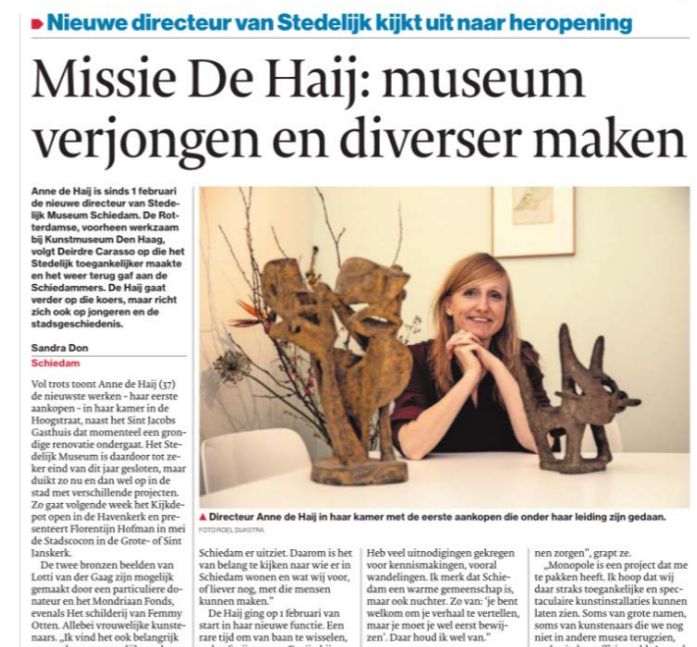 Nieuwe directeur van Stedelijk kijkt uit naar heropening
Missie De Haij: museum
verjongen en diverser maken
Anne de Haij is sinds 1 februari
de nieuwe directeur van Stede-
lijk Museum Schiedam. De Rot-
terdamse, voorheen werkzaam
bij Kunstmuseum Den Haag,
volgt Deirdre Carasso op die het
Stedelijk toegankelijker maakte
en het weer terug gaf aan de
Schiedammers. De Haij gaat
verder op die koers, maar richt
zich ook op jongeren en de
stadsgeschiedenis.
Sandra Don
Schiedam
Vol trots toont Anne de Haij (37)
de nieuwste werken - haar eerste
aankopen - in haar kamer in de
Hoogstraat, naast het Sint Jacobs
Gasthuis dat momenteel een gron-
dige renovatie ondergaat. Het Ste-
delijk Museum is daardoor tot ze-
ker eind van dit jaar gesloten, maar
duikt zo nu en dan wel op in de
stad met verschillende projecten.
Zo gaat volgende week het Kijkde-
pot open in de Havenkerk en pre-
senteert Florentijn Hofman in mei
de Stadscocon in de Grote- of Sint
Janskerk.
De twee bronzen beelden van
Lotti van der Gaag zijn mogelijk
gemaakt door een particuliere do-
nateur en het Mondriaan Fonds,
evenals Het schilderij van Femmy
Otten. Allebei vrouwelijke kunste-
naars. „Ik vind het ook belangrijk
Directeur Anne de Haij in haar kamer met de eerste aankopen die onder haar leiding zijn gedaan.
FOTO ROEL DIJKSTRA
Schiedam er uitziet. Daarom is het
van belang te kijken naar wie er in
Schiedam wonen en wat wij voor,
of liever nog, met die mensen
kunnen maken.”
De Haij ging op 1 februari van
start in haar nieuwe functie. Een
rare tijd om van baan te wisselen,
Heb veel uitnodigingen gekregen
voor kennismakingen, vooral
wandelingen. Ik merk dat Schie-
dam een warme gemeenschap is,
maar ook nuchter. Zo van: ‘je bent
welkom om je verhaal te vertellen,
maar je moet je wel eerst bewij-
zen’. Daar houd ik wel van.”
nen zorgen”, grapt ze.
„Monopole is een project dat me
te pakken heeft. Ik hoop dat wij
daar straks toegankelijke en spec-
taculaire kunstinstallaties kunnen
laten zien. Soms van grote namen,
soms van kunstenaars die we nog
niet in andere musea terugzien,